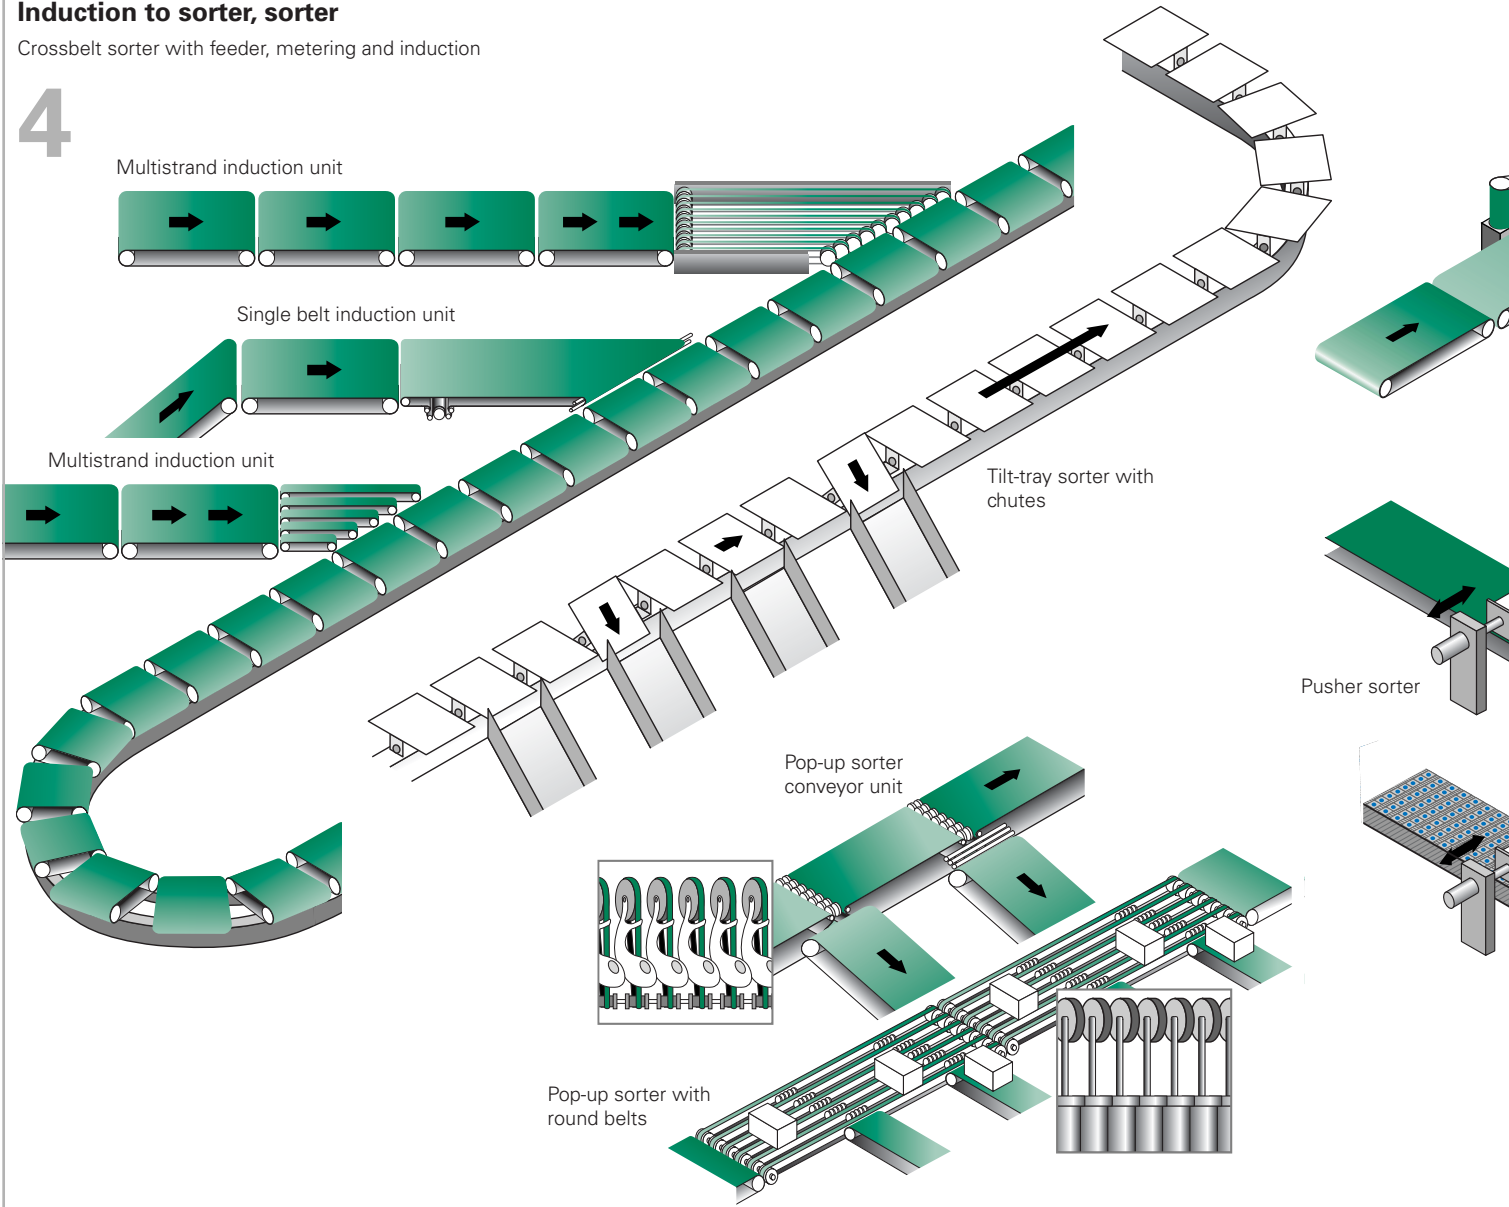 Induction to sorter, sorter
Crossbelt sorter with feeder, metering and induction
4
Multistrand induction unit
Single belt induction unit
Multistrand induction unit
Tilt-tray sorter with
chutes
Pusher sorter
Pop-up sorter
conveyor unit
Pop-up sorter with
round belts